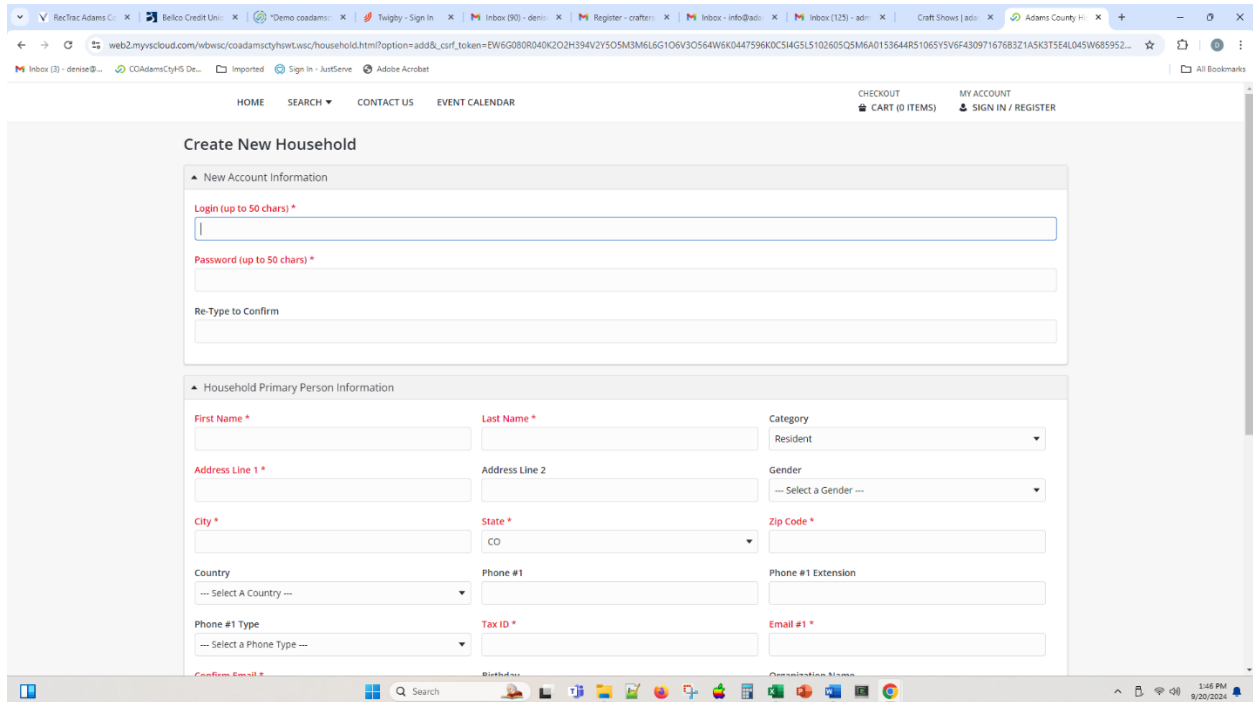 RecTrac Adams Co
Bellco Credit Unio
*Demo coadamsc
Twigby - Sign In
Inbox (90) - denis
Register - crafters
Inbox - info@ado
Inbox (125) - adm
Craft Shows | ada
Adams County Hi
web2.myvscloud.com/wbwsc/coadamsctyhswt.wsc/household.html?option=add&_csrf_token=
Inbox (3) - denise@...
COAdamsCtyHS De...
Imported
Sign In - JustServe
Adobe Acrobat
All Bookmarks
HOME SEARCH CONTACT US EVENT CALENDAR
CHECKOUT
CART (0 ITEMS)
MY ACCOUNT
SIGN IN / REGISTER
Create New Household
New Account Information
Login (up to 50 chars) *
Password (up to 50 chars) *
Re-Type to Confirm
Household Primary Person Information
First Name * Last Name * Category
Resident
Address Line 1 * Address Line 2 Gender
--- Select a Gender ---
City * State * Zip Code *
CO
Country Phone #1 Phone #1 Extension
--- Select A Country ---
Phone #1 Type Tax ID * Email #1 *
--- Select a Phone Type ---
Confirm Email * Birthday Organization Name
Search
1:46 PM
9/20/2024